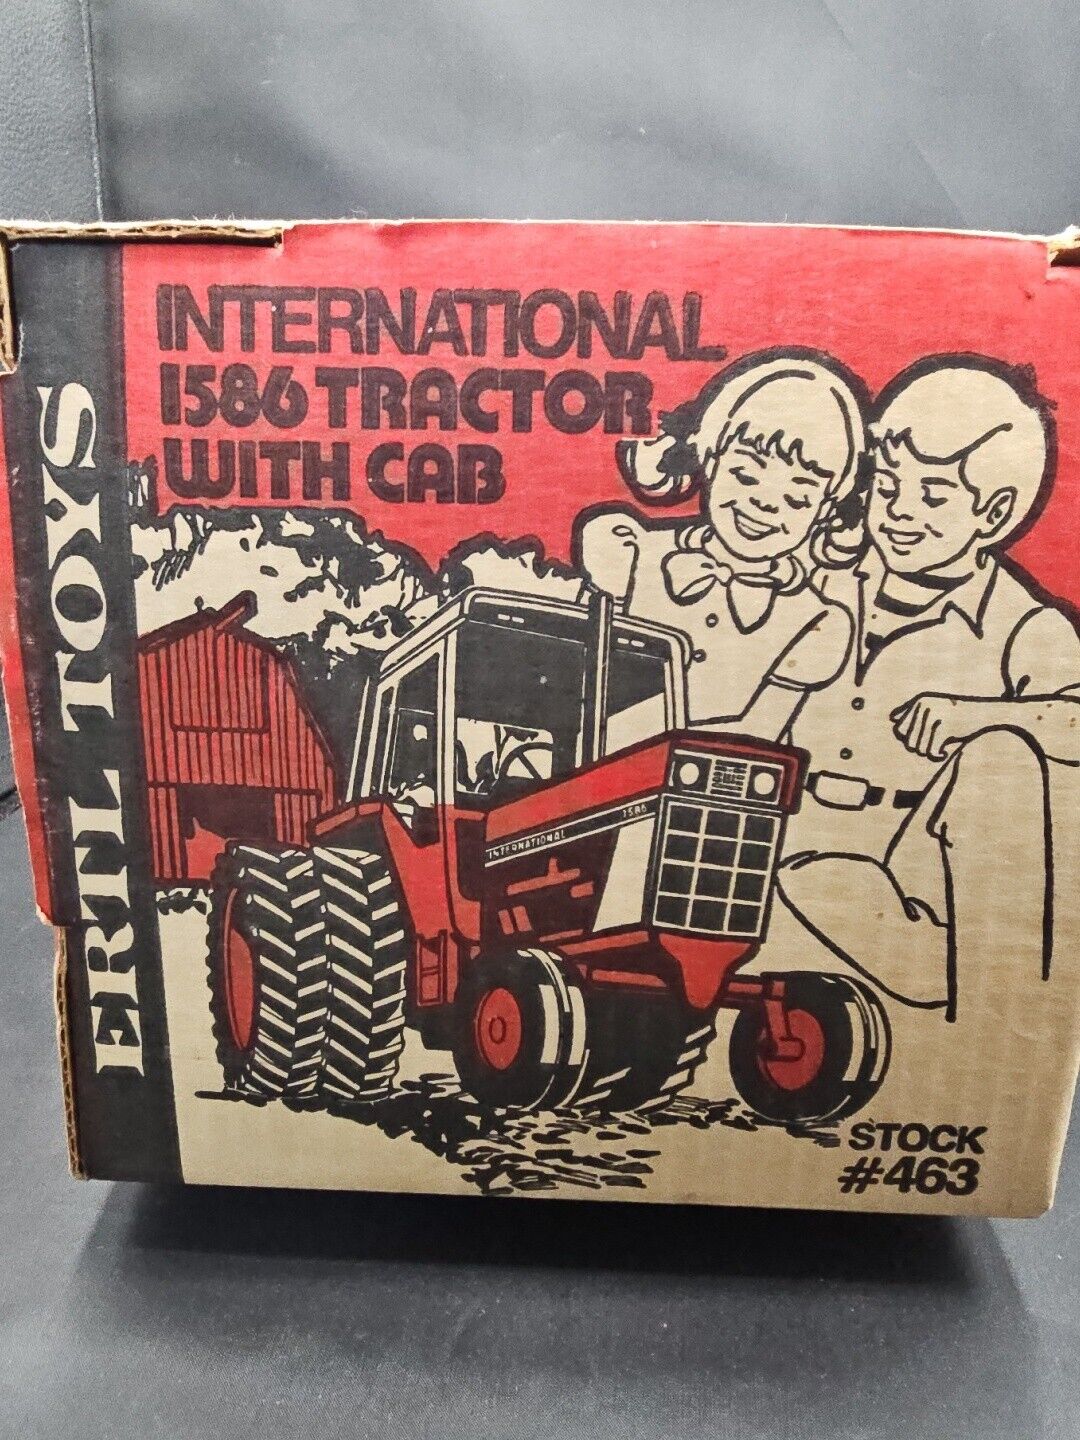 INTERNATIONAL
1586 TRACTOR
WITH CAB
ERTL TOYS
INTERNATIONAL 1586
STOCK
#463